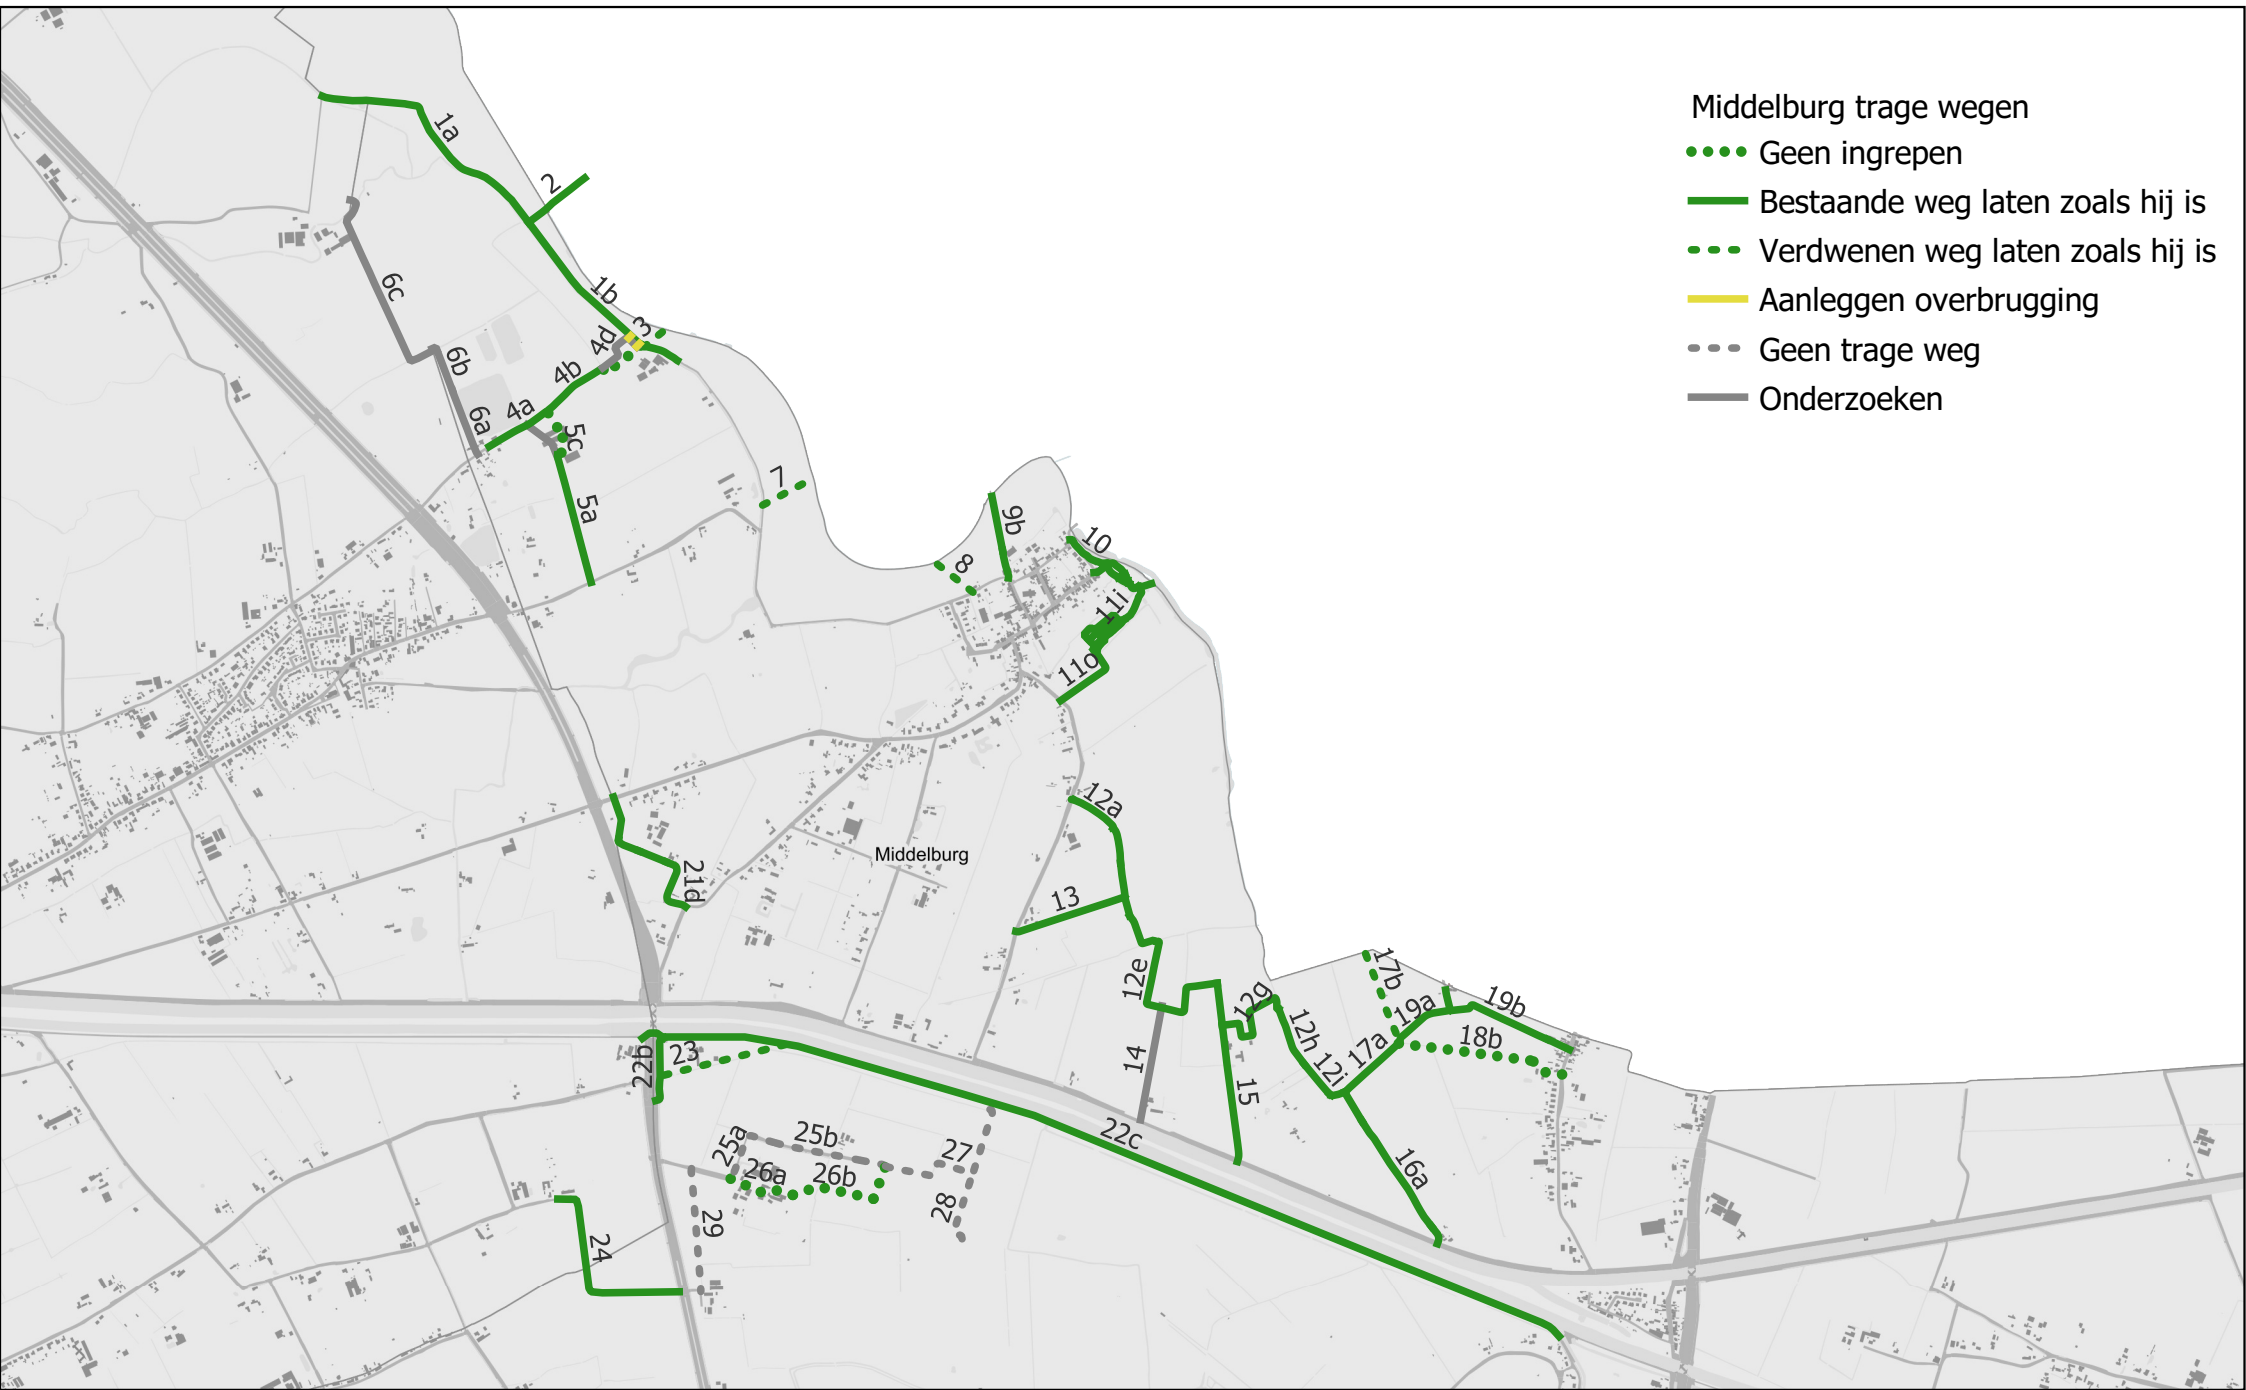 Middelburg trage wegen
Geen ingrepen
Bestaande weg laten zoals hij is
Verdwenen weg laten zoals hij is
Aanleggen overbrugging
Geen trage weg
Onderzoeken
1a
2
1b
3
4d
4b
4a
6c
6b
6a
5c
5a
7
8
9b
10
11i
11o
12a
Middelburg
21d
13
12e
12g
12h
12i
17b
19a
19b
17a
18b
14
15
16a
22b
23
22c
25a
25b
26a
26b
27
28
29
24